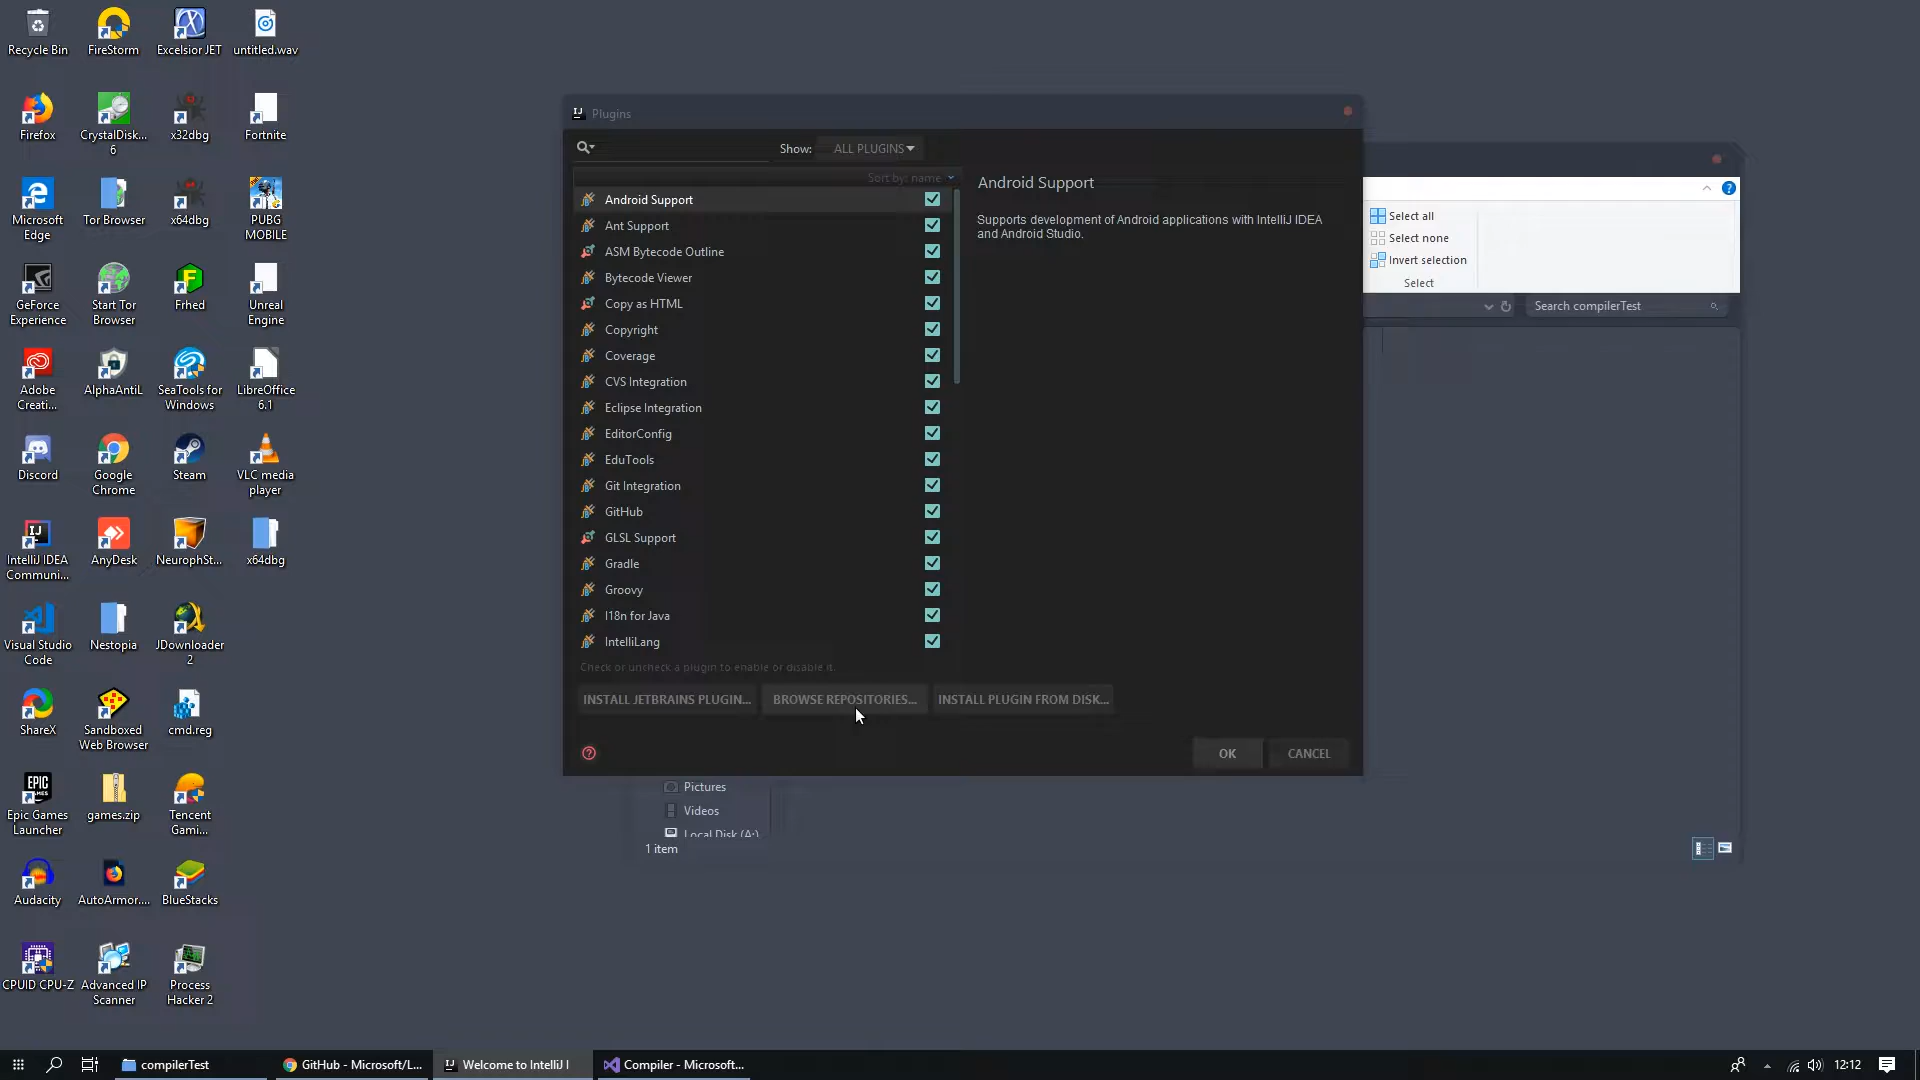 Recycle Bin
FireStorm
Excelsior JET
untitled.wav
Firefox
CrystalDisk...
6
x32dbg
Fortnite
Microsoft
Edge
Tor Browser
x64dbg
PUBG
MOBILE
GeForce
Experience
Start Tor
Browser
Frhed
Unreal
Engine
Adobe
Creati...
AlphaAntiL
SeaTools for
Windows
LibreOffice
6.1
Discord
Google
Chrome
Steam
VLC media
player
IntelliJ IDEA
Communi...
AnyDesk
NeurophSt...
x64dbg
Visual Studio
Code
Nestopia
JDownloader
2
ShareX
Sandboxed
Web Browser
cmd.reg
Epic Games
Launcher
games.zip
Tencent
Gami...
Audacity
AutoArmor....
BlueStacks
CPUID CPU-Z
Advanced IP
Scanner
Process
Hacker 2
Plugins
Show:
ALL PLUGINS
Sort by: name
Android Support
Ant Support
ASM Bytecode Outline
Bytecode Viewer
Copy as HTML
Copyright
Coverage
CVS Integration
Eclipse Integration
EditorConfig
EduTools
Git Integration
GitHub
GLSL Support
Gradle
Groovy
I18n for Java
IntelliLang
Check or uncheck a plugin to enable or disable it.
INSTALL JETBRAINS PLUGIN...
BROWSE REPOSITORIES...
INSTALL PLUGIN FROM DISK...
Android Support
Supports development of Android applications with IntelliJ IDEA
and Android Studio.
OK
CANCEL
Select all
Select none
Invert selection
Select
Search compilerTest
Pictures
Videos
Local Disk (A:)
1 item
compilerTest
GitHub - Microsoft/L...
Welcome to IntelliJ I
Compiler - Microsoft...
12:12